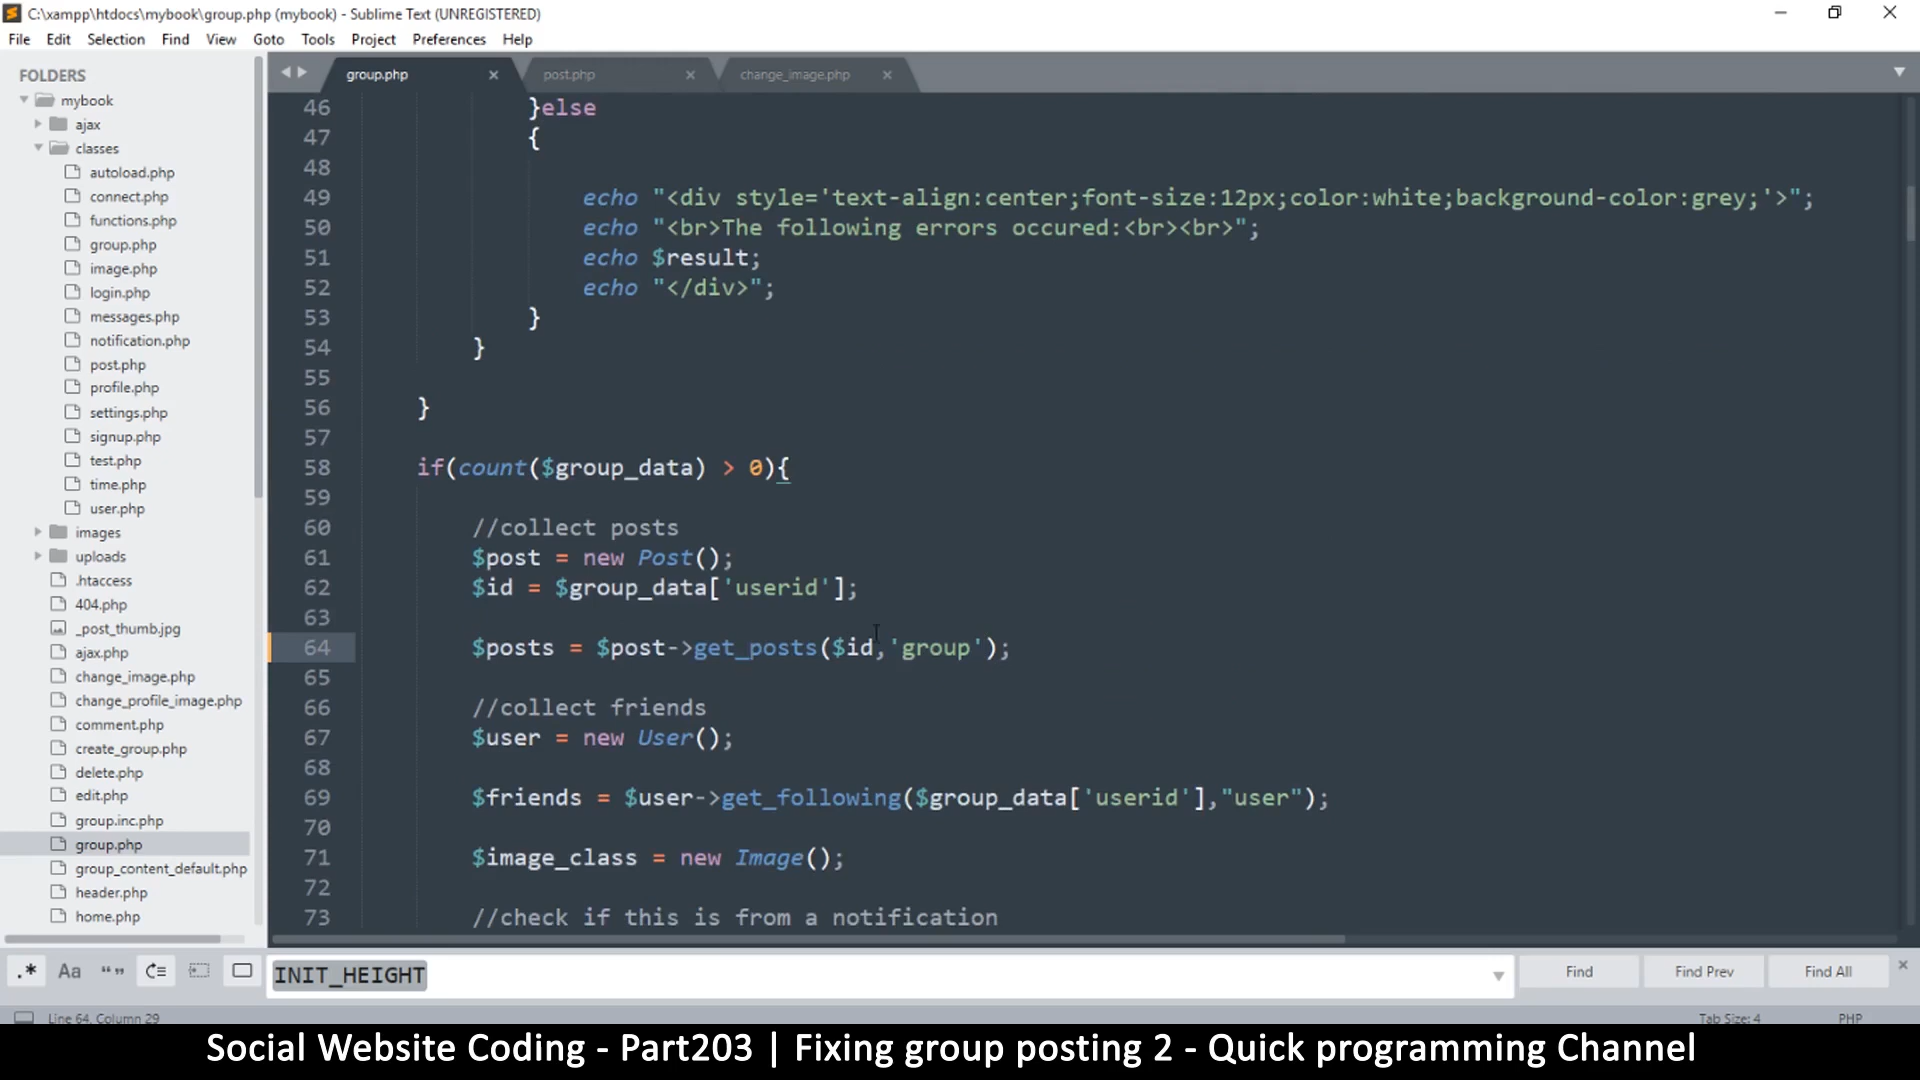 C:\xampp\htdocs\mybook\group.php (mybook) - Sublime Text (UNREGISTERED)
File Edit Selection Find View Goto Tools Project Preferences Help
FOLDERS
mybook
ajax
classes
autoload.php
connect.php
functions.php
group.php
image.php
login.php
messages.php
notification.php
post.php
profile.php
settings.php
signup.php
test.php
time.php
user.php
images
uploads
.htaccess
404.php
_post_thumb.jpg
ajax.php
change_image.php
change_profile_image.php
comment.php
create_group.php
delete.php
edit.php
group.inc.php
group.php
group_content_default.php
header.php
home.php
group.php post.php change_image.php
46 }else
47 {
48
49 echo "<div style='text-align:center;font-size:12px;color:white;background-color:grey;'>";
50 echo "<br>The following errors occured:<br><br>";
51 echo $result;
52 echo "</div>";
53 }
54 }
55
56 }
57
58 if(count($group_data) > 0){
59
60 //collect posts
61 $post = new Post();
62 $id = $group_data['userid'];
63
64 $posts = $post->get_posts($id,'group');
65
66 //collect friends
67 $user = new User();
68
69 $friends = $user->get_following($group_data['userid'],"user");
70
71 $image_class = new Image();
72
73 //check if this is from a notification
.* Aa “ ” INIT_HEIGHT Find Find Prev Find All
Line 64, Column 29 Tab Size: 4 PHP
Social Website Coding - Part203 | Fixing group posting 2 - Quick programming Channel